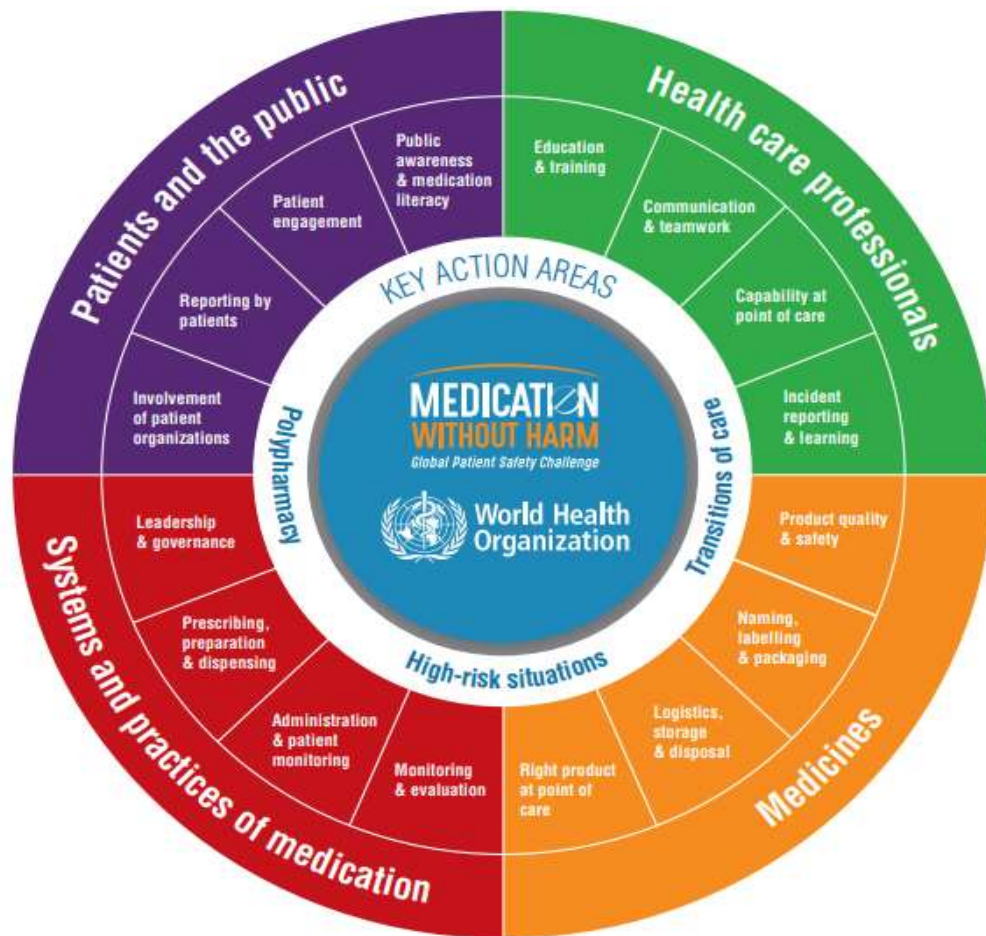 Patients and the public
Public
awareness
& medication
literacy
Patient
engagement
Reporting by
patients
Involvement
of patient
organizations
Health care professionals
Education
& training
Communication
& teamwork
Capability at
point of care
Incident
reporting
& learning
Medicines
Product quality
& safety
Naming,
labelling
& packaging
Logistics,
storage
& disposal
Right product
at point of
care
Systems and practices of medication
Leadership
& governance
Prescribing,
preparation
& dispensing
Administration
& patient
monitoring
Monitoring
& evaluation
KEY ACTION AREAS
Polypharmacy
Transitions of care
High-risk situations
MEDICATION
WITHOUT HARM
Global Patient Safety Challenge
World Health
Organization